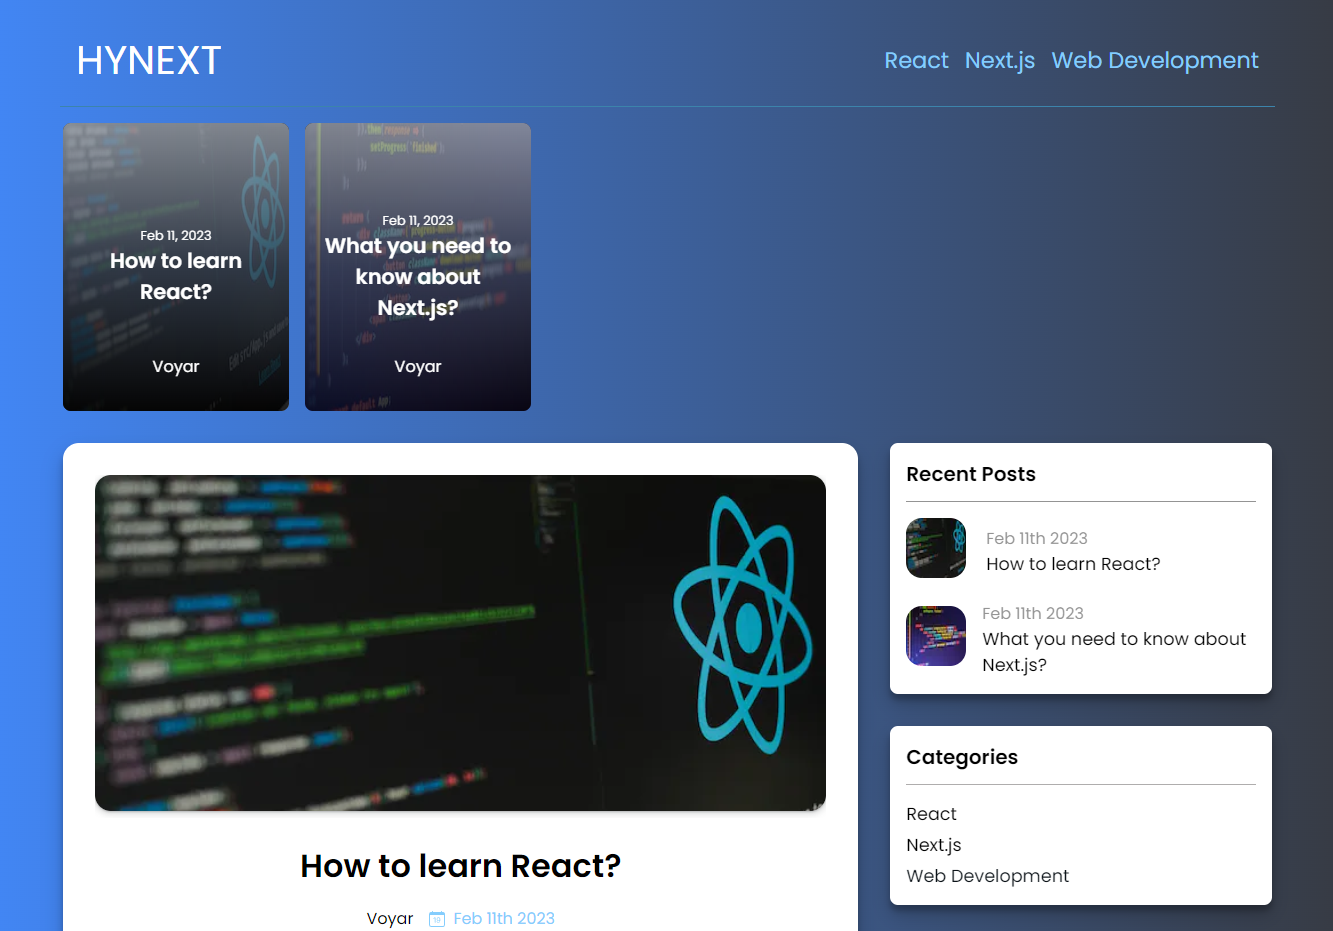 HYNEXT
React Next.js Web Development
Feb 11, 2023
How to learn
React?
Voyar
Feb 11, 2023
What you need to
know about
Next.js?
Voyar
How to learn React?
Voyar Feb 11th 2023
Recent Posts
Feb 11th 2023
How to learn React?
Feb 11th 2023
What you need to know about
Next.js?
Categories
React
Next.js
Web Development